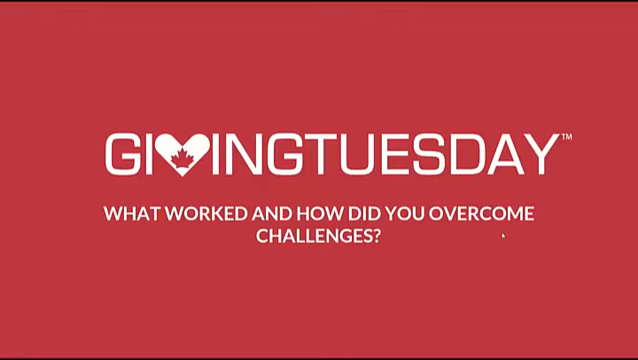 GIVINGTUESDAY™
WHAT WORKED AND HOW DID YOU OVERCOME
CHALLENGES?